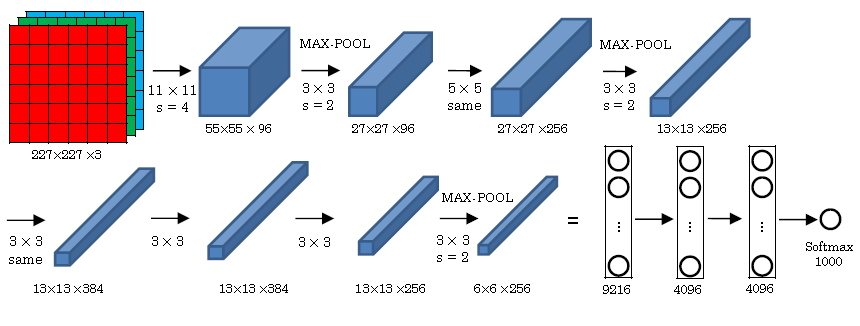 MAX-POOL
MAX-POOL
11 × 11
s = 4
3 × 3
s = 2
5 × 5
same
3 × 3
s = 2
227×227 ×3
55×55 × 96
27×27 ×96
27×27 ×256
13×13 ×256
MAX-POOL
=
3 × 3
same
3 × 3
3 × 3
3 × 3
s = 2
...
...
...
Softmax
1000
13×13 ×384
13×13 ×384
13×13 ×256
6×6 ×256
9216
4096
4096